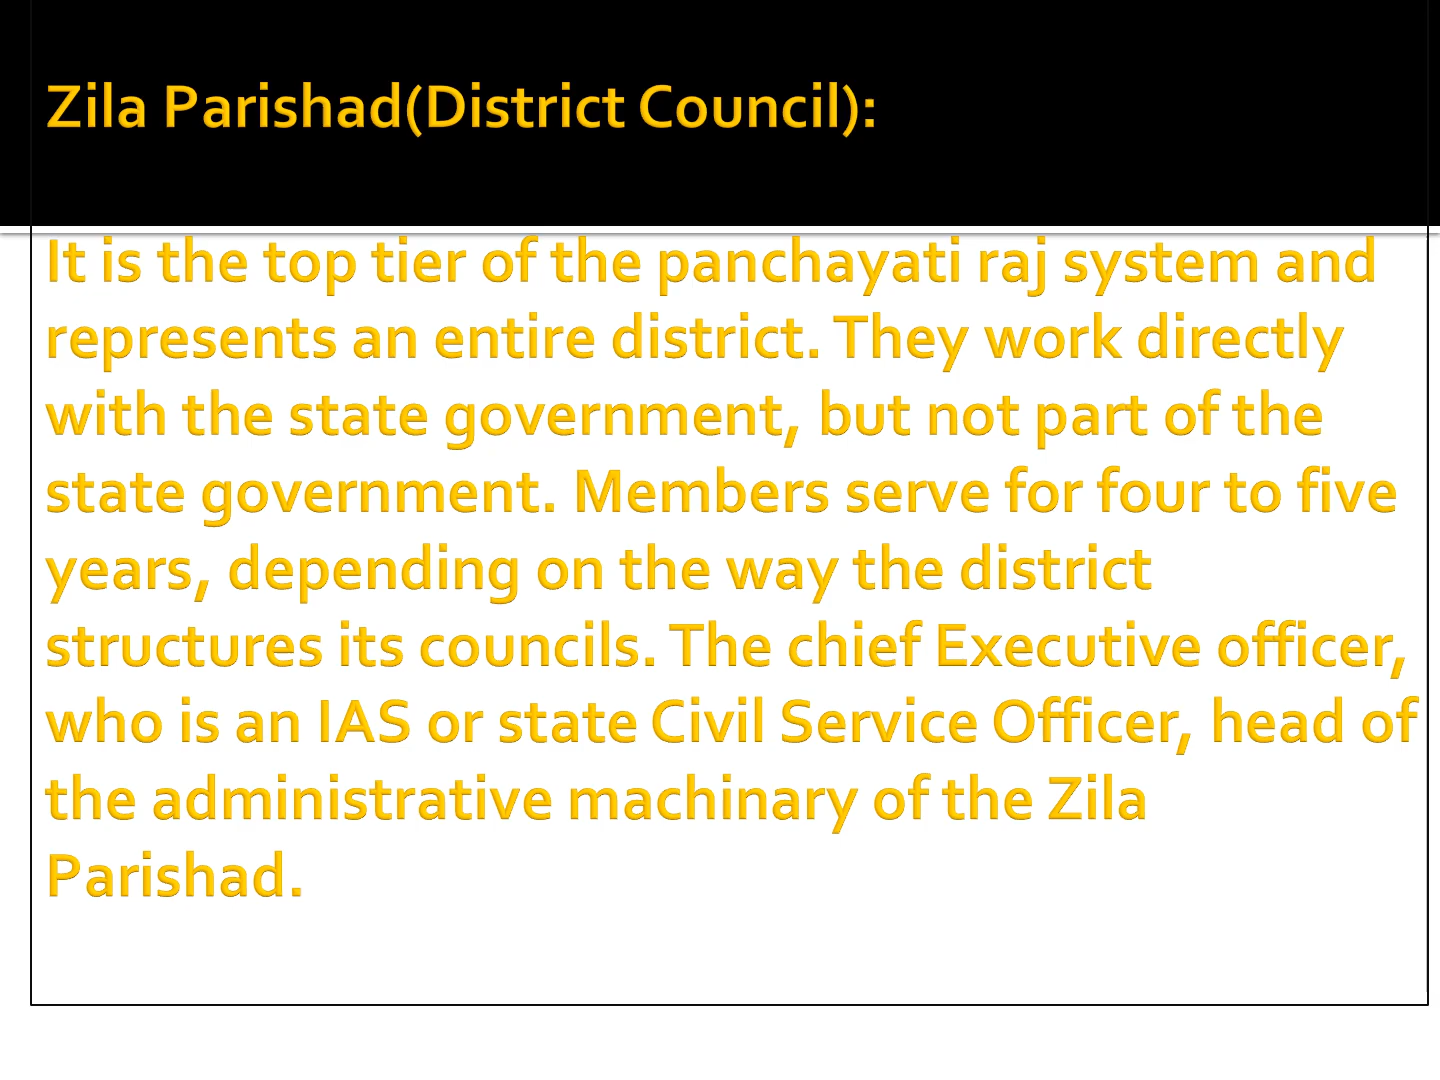 Zila Parishad(District Council):
It is the top tier of the panchayati raj system and
represents an entire district. They work directly
with the state government, but not part of the
state government. Members serve for four to five
years, depending on the way the district
structures its councils. The chief Executive officer,
who is an IAS or state Civil Service Officer, head of
the administrative machinary of the Zila
Parishad.